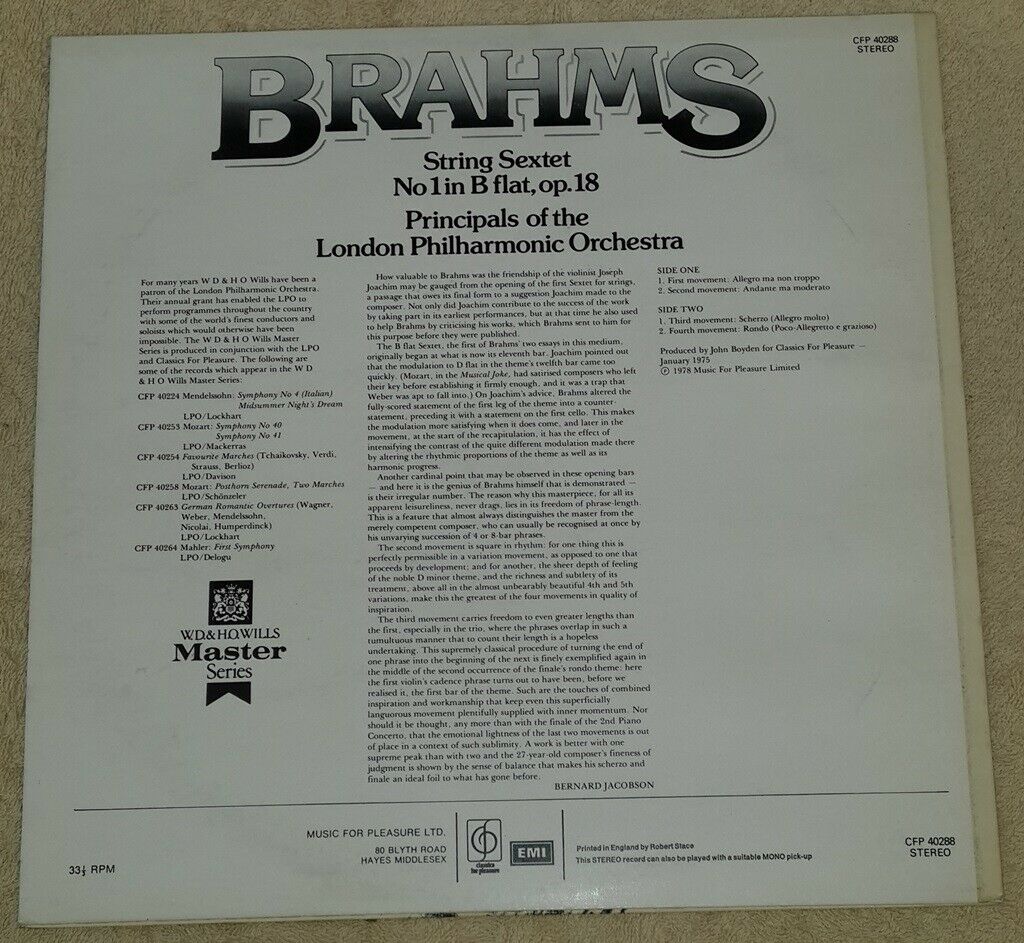 CFP 40288
STEREO
BRAHMS
String Sextet
No 1 in B flat, op. 18
Principals of the
London Philharmonic Orchestra
For many years W D & H O Wills have been a
patron of the London Philharmonic Orchestra.
Their annual grant has enabled the LPO to
perform programmes throughout the country
with some of the world's finest conductors and
soloists which would otherwise have been
impossible. The W D & H O Wills Master
Series is produced in conjunction with the LPO
and Classics For Pleasure. The following are
some of the records which appear in the W D
& H O Wills Master Series:
CFP 40224 Mendelssohn: Symphony No 4 (Italian)
Midsummer Night's Dream
LPO/Lockhart
CFP 40253 Mozart: Symphony No 40
Symphony No 41
LPO/Mackerras
CFP 40254 Favourite Marches (Tchaikovsky, Verdi,
Strauss, Berlioz)
LPO/Davison
CFP 40258 Mozart: Posthorn Serenade, Two Marches
LPO/Schönzeler
CFP 40263 German Romantic Overtures (Wagner,
Weber, Mendelssohn,
Nicolai, Humperdinck)
LPO/Lockhart
CFP 40264 Mahler: First Symphony
LPO/Delogu
W.D.&H.O.WILLS
Master
Series
How valuable to Brahms was the friendship of the violinist Joseph
Joachim may be gauged from the opening of the first Sextet for strings,
a passage that owes its final form to a suggestion Joachim made to the
composer. Not only did Joachim contribute to the success of the work
by taking part in its earliest performances, but at that time he also used
to help Brahms by criticising his works, which Brahms sent to him for
this purpose before they were published.
The B flat Sextet, the first of Brahms' two essays in this medium,
originally began at what is now its eleventh bar. Joachim pointed out
that the modulation to D flat in the theme's twelfth bar came too
quickly. (Mozart, in the Musical Joke, had satirised composers who left
their key before establishing it firmly enough, and it was a trap that
Weber was apt to fall into.) On Joachim's advice, Brahms altered the
fully-scored statement of the first leg of the theme into a counter-
statement, preceding it with a statement on the first cello. This makes
the modulation more satisfying when it does come, and later in the
movement, at the start of the recapitulation, it has the effect of
intensifying the contrast of the quite different modulation made there
by altering the rhythmic proportions of the theme as well as its
harmonic progress.
Another cardinal point that may be observed in these opening bars
— and here it is the genius of Brahms himself that is demonstrated —
is their irregular number. The reason why this masterpiece, for all its
apparent leisureliness, never drags, lies in its freedom of phrase-length.
This is a feature that almost always distinguishes the master from the
merely competent composer, who can usually be recognised at once by
his unvarying succession of 4 or 8-bar phrases.
The second movement is square in rhythm: for one thing this is
perfectly permissible in a variation movement, as opposed to one that
proceeds by development; and for another, the sheer depth of feeling
of the noble D minor theme, and the richness and subtlety of its
treatment, above all in the almost unbearably beautiful 4th and 5th
variations, make this the greatest of the four movements in quality of
inspiration.
The third movement carries freedom to even greater lengths than
the first, especially in the trio, where the phrases overlap in such a
tumultuous manner that to count their length is a hopeless
undertaking. This supremely classical procedure of turning the end of
one phrase into the beginning of the next is finely exemplified again in
the middle of the second occurrence of the finale's rondo theme: here
the first violin's cadence phrase turns out to have been, before we
realised it, the first bar of the theme. Such are the touches of combined
inspiration and workmanship that keep even this superficially
languorous movement plentifully supplied with inner momentum. Nor
should it be thought, any more than with the finale of the 2nd Piano
Concerto, that the emotional lightness of the last two movements is out
of place in a context of such sublimity. A work is better with one
supreme peak than with two and the 27-year-old composer's fineness of
judgment is shown by the sense of balance that makes his scherzo and
finale an ideal foil to what has gone before.
BERNARD JACOBSON
SIDE ONE
1. First movement: Allegro ma non troppo
2. Second movement: Andante ma moderato
SIDE TWO
1. Third movement: Scherzo (Allegro molto)
2. Fourth movement: Rondo (Poco-Allegretto e grazioso)
Produced by John Boyden for Classics For Pleasure —
January 1975
℗ 1978 Music For Pleasure Limited
33⅓ RPM
MUSIC FOR PLEASURE LTD.
80 BLYTH ROAD
HAYES MIDDLESEX
classics
for pleasure
EMI
Printed in England by Robert Stace
This STEREO record can also be played with a suitable MONO pick-up
CFP 40288
STEREO